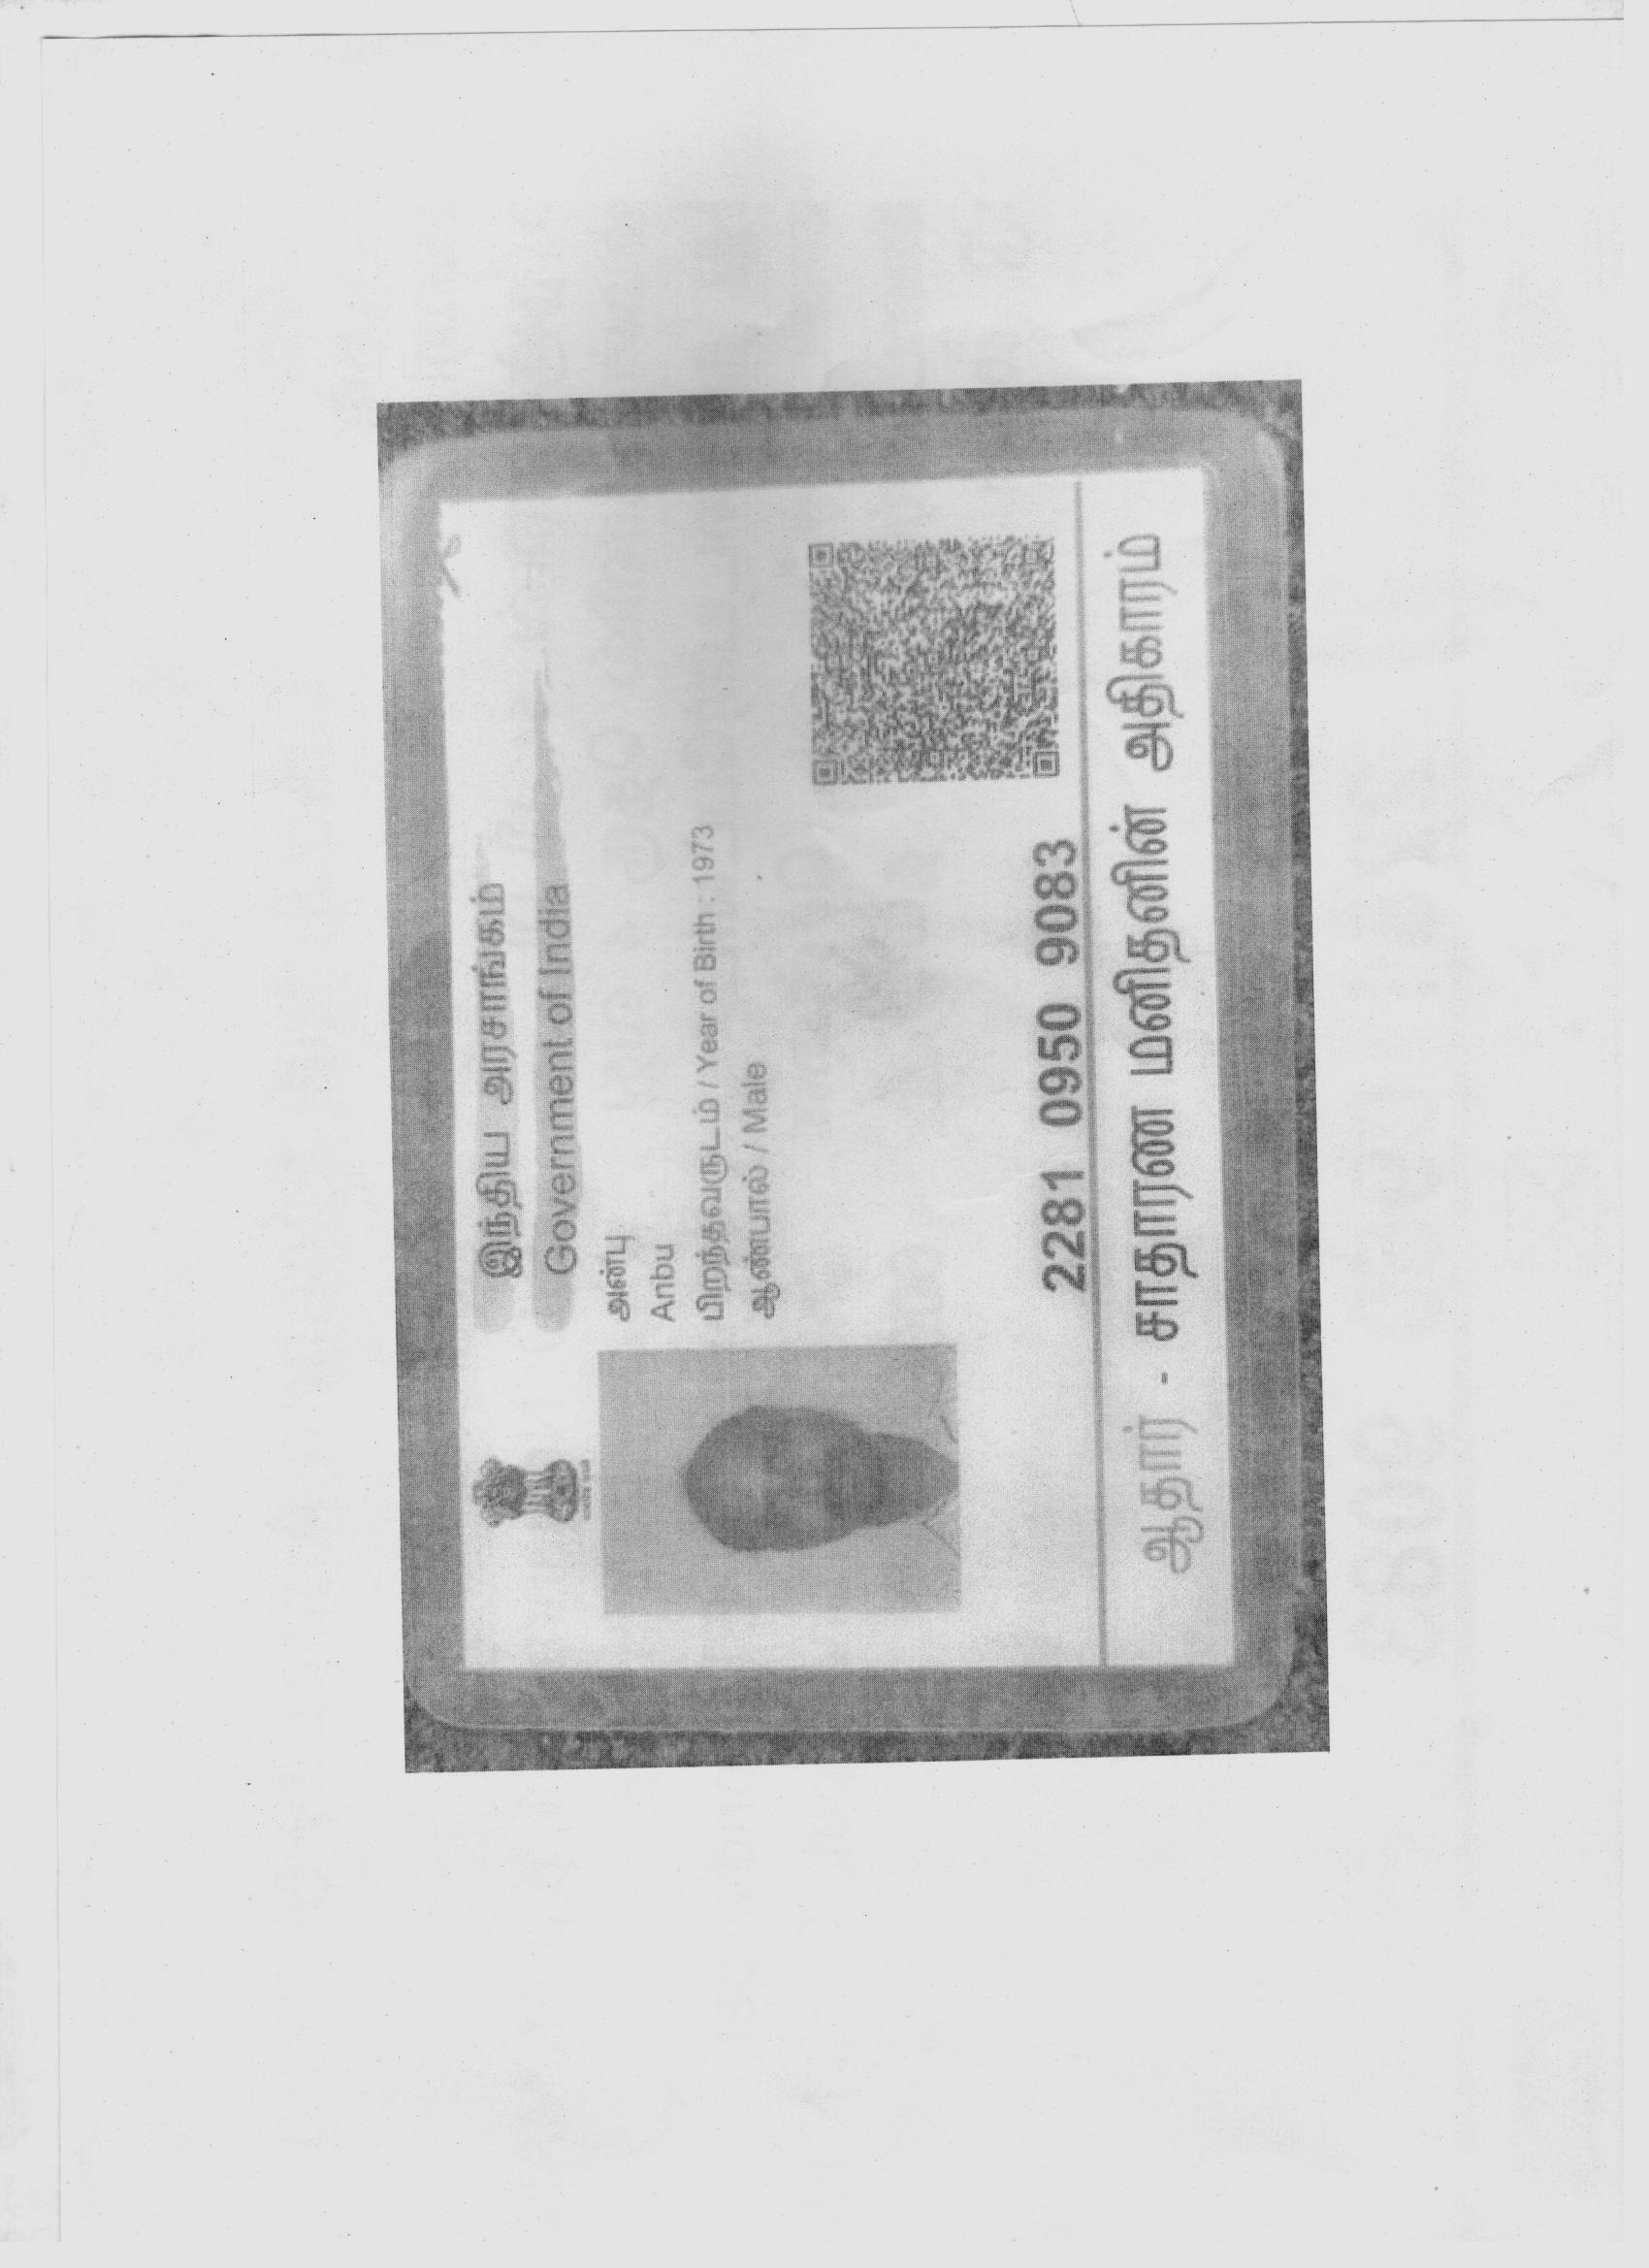 இந்திய அரசாங்கம்
Government of India
அன்பு
Anbu
பிறந்தவருடம் / Year of Birth : 1973
ஆண்பால் / Male
2281 0950 9083
ஆதார் - சாதாரண மனிதனின் அதிகாரம்